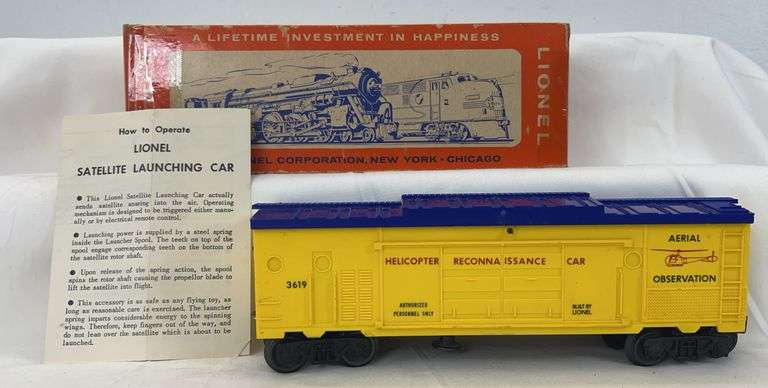 A LIFETIME INVESTMENT IN HAPPINESS
LIONEL
NEL CORPORATION, NEW YORK - CHICAGO
How to Operate
LIONEL
SATELLITE LAUNCHING CAR
● This Lionel Satellite Launching Car actually
sends satellite soaring into the air. Operating
mechanism is designed to be triggered either manu-
ally or by electrical remote control.
● Launching power is supplied by a steel spring
inside the Launcher Spool. The teeth on top of the
spool engage corresponding teeth on the bottom of
the satellite rotor shaft.
● Upon release of the spring action, the spool
spins the rotor shaft causing the propellor blade to
lift the satellite into flight.
● This accessory is as safe as any flying toy, as
long as reasonable care is exercised. The launcher
spring imparts considerable energy to the spinning
wings. Therefore, keep fingers out of the way, and
do not lean over the satellite which is about to be
launched.
HELICOPTER RECONNAISSANCE CAR
3619
AUTHORIZED
PERSONNEL ONLY
BUILT BY
LIONEL
AERIAL
OBSERVATION